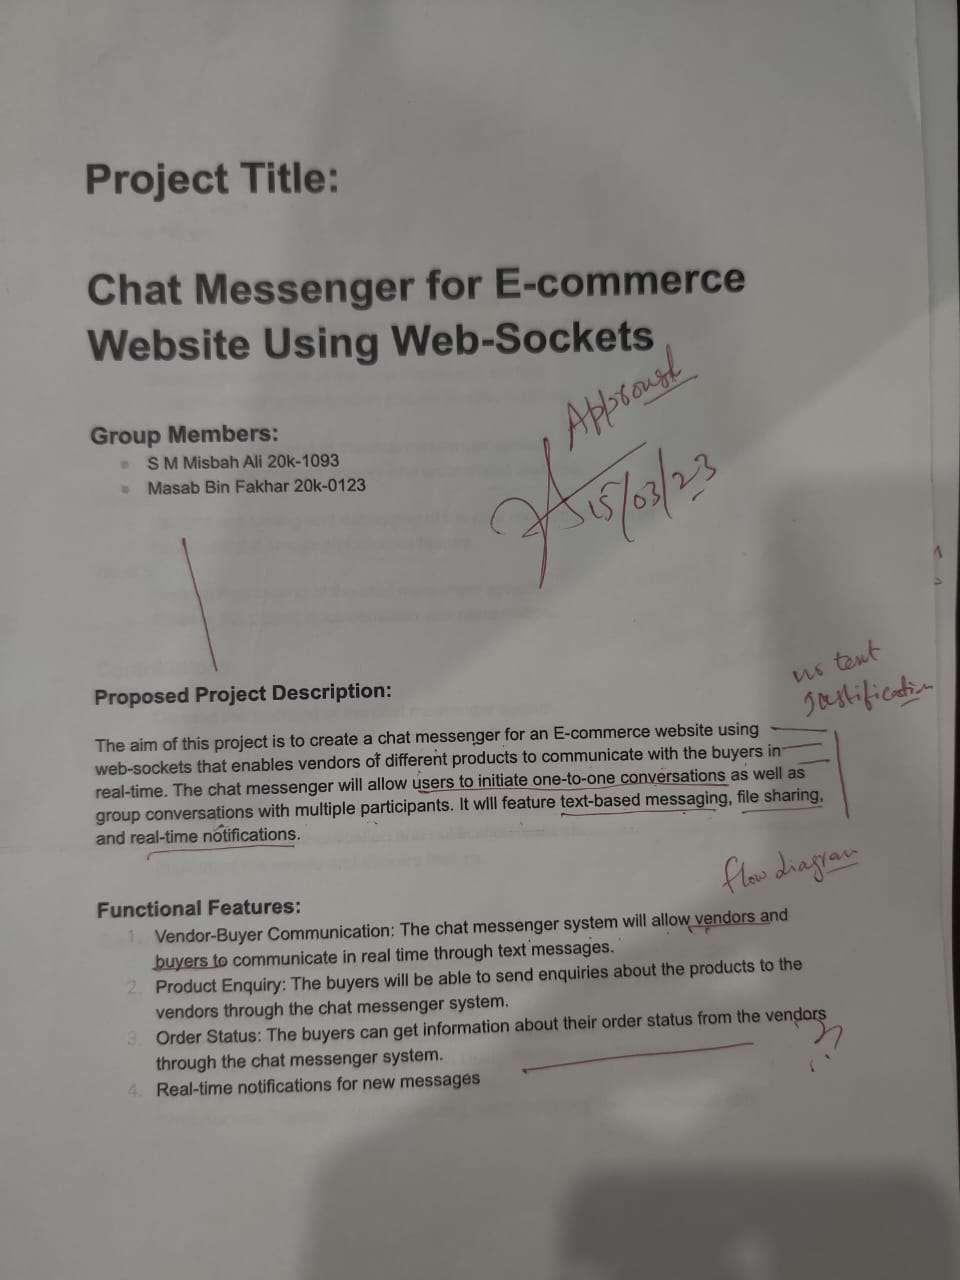 Project Title:
Chat Messenger for E-commerce
Website Using Web-Sockets
Approved
15/03/23
Group Members:
S M Misbah Ali 20k-1093
Masab Bin Fakhar 20k-0123
no text
Justification
Proposed Project Description:
The aim of this project is to create a chat messenger for an E-commerce website using
web-sockets that enables vendors of different products to communicate with the buyers in
real-time. The chat messenger will allow users to initiate one-to-one conversations as well as
group conversations with multiple participants. It will feature text-based messaging, file sharing,
and real-time notifications.
flow diagram
Functional Features:
1. Vendor-Buyer Communication: The chat messenger system will allow vendors and
buyers to communicate in real time through text messages.
2. Product Enquiry: The buyers will be able to send enquiries about the products to the
vendors through the chat messenger system.
3. Order Status: The buyers can get information about their order status from the vendors
through the chat messenger system.
4. Real-time notifications for new messages